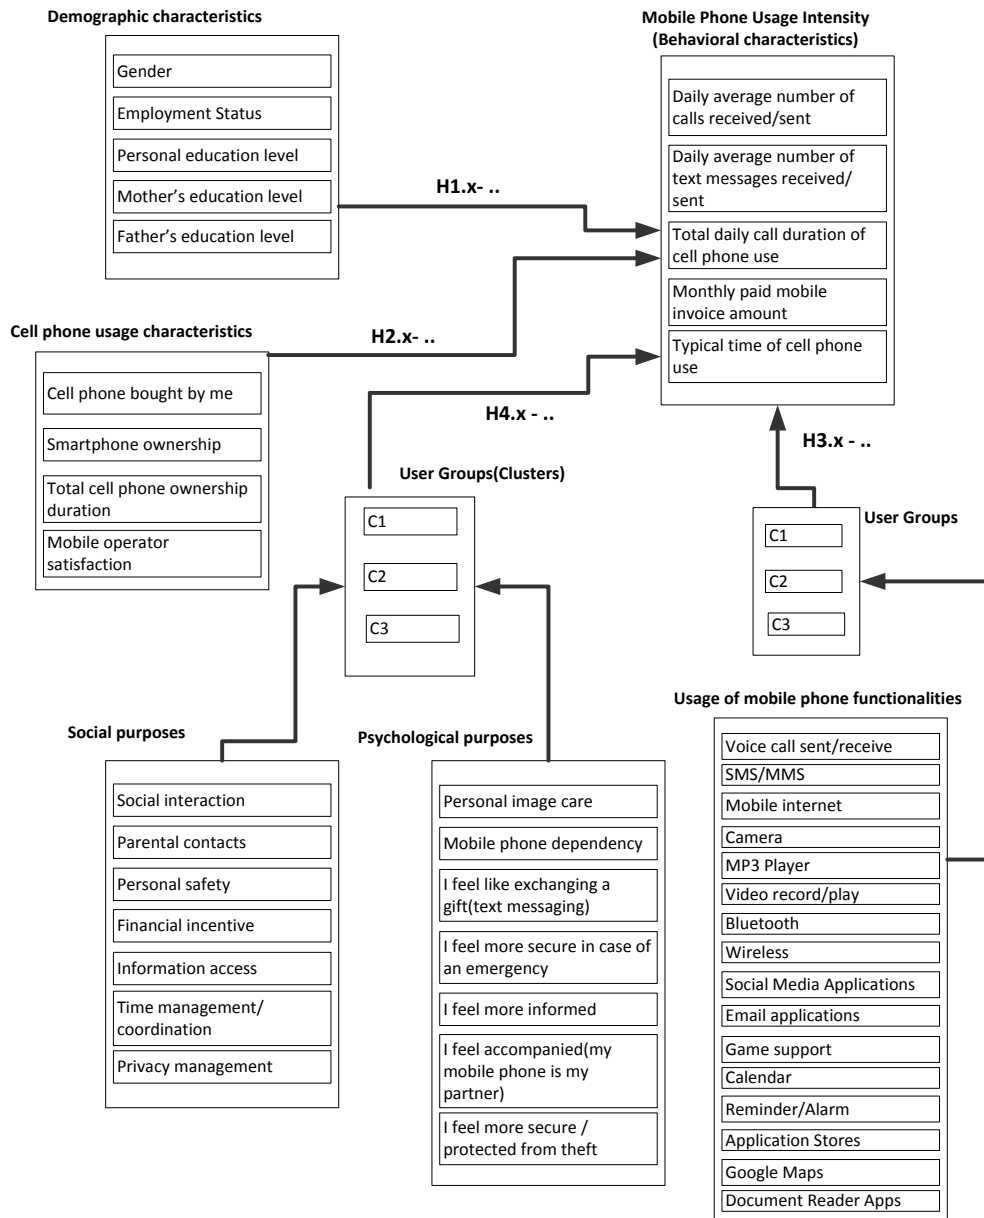 Demographic characteristics
Gender
Employment Status
Personal education level
Mother's education level
Father's education level
H1.x- ..
Mobile Phone Usage Intensity
(Behavioral characteristics)
Daily average number of
calls received/sent
Daily average number of
text messages received/
sent
Total daily call duration of
cell phone use
Monthly paid mobile
invoice amount
Typical time of cell phone
use
Cell phone usage characteristics
Cell phone bought by me
Smartphone ownership
Total cell phone ownership
duration
Mobile operator
satisfaction
H2.x- ..
H4.x - ..
H3.x - ..
User Groups(Clusters)
C1
C2
C3
User Groups
C1
C2
C3
Social purposes
Social interaction
Parental contacts
Personal safety
Financial incentive
Information access
Time management/
coordination
Privacy management
Psychological purposes
Personal image care
Mobile phone dependency
I feel like exchanging a
gift(text messaging)
I feel more secure in case of
an emergency
I feel more informed
I feel accompanied(my
mobile phone is my
partner)
I feel more secure /
protected from theft
Usage of mobile phone functionalities
Voice call sent/receive
SMS/MMS
Mobile internet
Camera
MP3 Player
Video record/play
Bluetooth
Wireless
Social Media Applications
Email applications
Game support
Calendar
Reminder/Alarm
Application Stores
Google Maps
Document Reader Apps